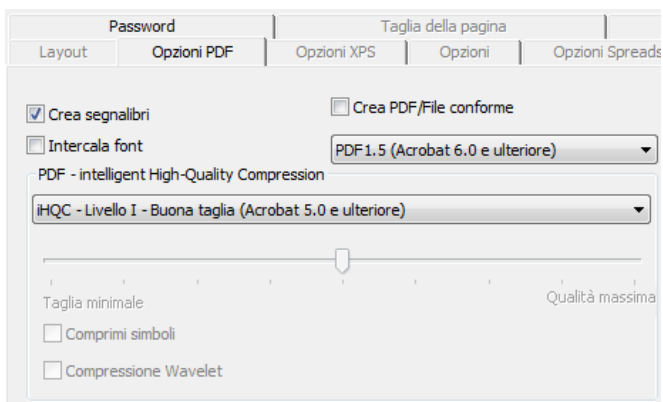 Password Taglia della pagina
Layout Opzioni PDF Opzioni XPS Opzioni Opzioni Spreads
Crea segnalibri Crea PDF/File conforme
Intercala font PDF1.5 (Acrobat 6.0 e ulteriore)
PDF - intelligent High-Quality Compression
iHQC - Livello I - Buona taglia (Acrobat 5.0 e ulteriore)
Taglia minimale Qualità massima
Comprimi simboli
Compressione Wavelet